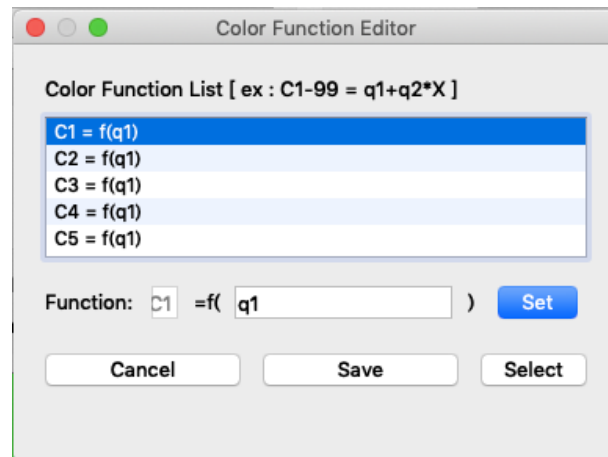 Color Function Editor
Color Function List [ ex : C1-99 = q1+q2*X ]
C1 = f(q1)
C2 = f(q1)
C3 = f(q1)
C4 = f(q1)
C5 = f(q1)
Function: C1 =f( q1 ) Set
Cancel Save Select